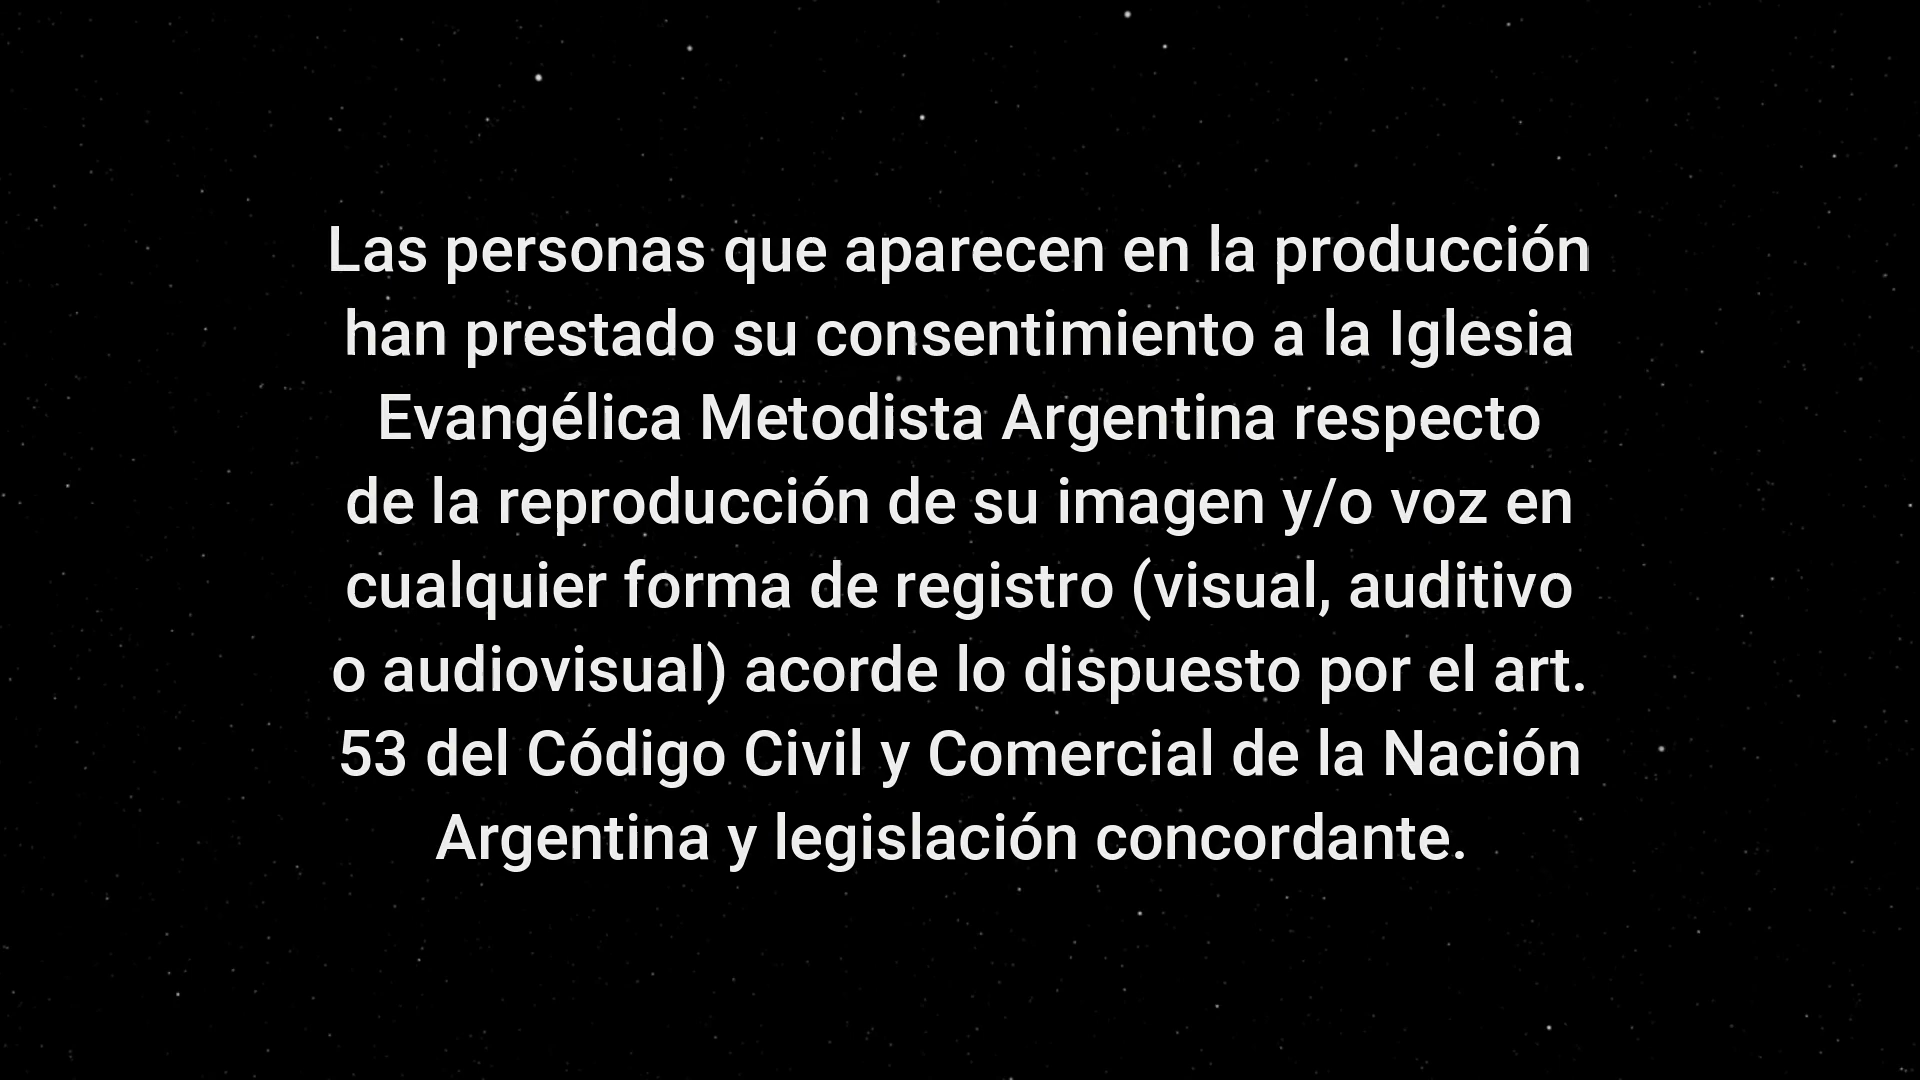 Las personas que aparecen en la producción
han prestado su consentimiento a la Iglesia
Evangélica Metodista Argentina respecto
de la reproducción de su imagen y/o voz en
cualquier forma de registro (visual, auditivo
o audiovisual) acorde lo dispuesto por el art.
53 del Código Civil y Comercial de la Nación
Argentina y legislación concordante.